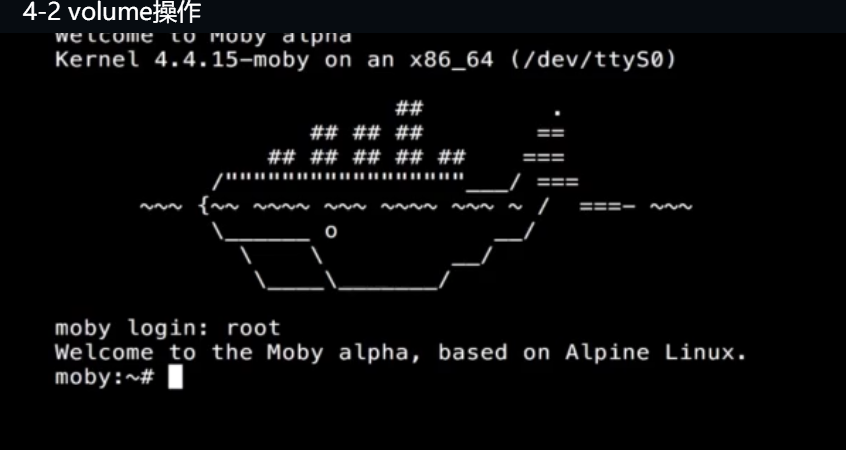 4-2 volume操作
Welcome to Moby alpha
Kernel 4.4.15-moby on an x86_64 (/dev/ttyS0)
                        ##         .
                  ## ## ##        ==
               ## ## ## ## ##    ===
           /"""""""""""""""""\___/ ===
      ~~~ {~~ ~~~~ ~~~ ~~~~ ~~~ ~ /  ===- ~~~
           \______ o           __/
             \    \         __/
              \____\_______/
moby login: root
Welcome to the Moby alpha, based on Alpine Linux.
moby:~#